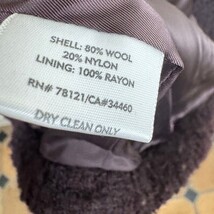 SHELL: 80% WOOL
20% NYLON
LINING: 100% RAYON
RN# 78121/CA#34460
DRY CLEAN ONLY